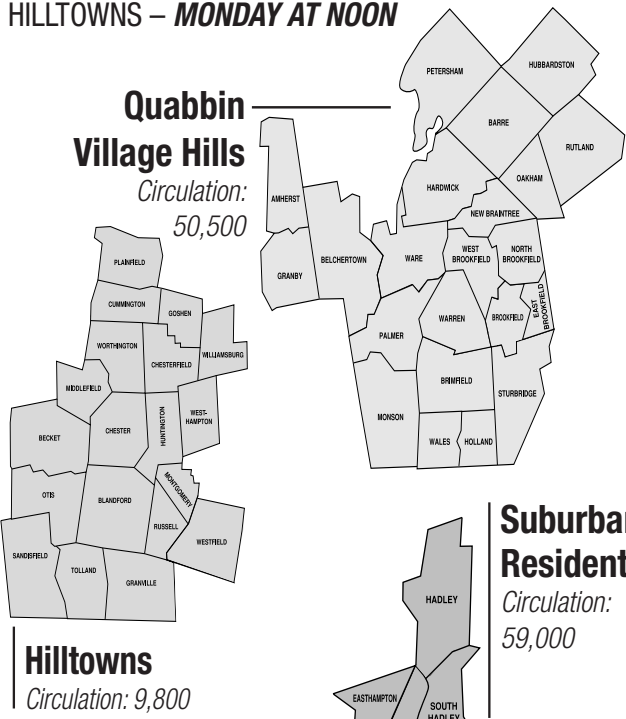 HILLTOWNS – MONDAY AT NOON
Quabbin
Village Hills
Circulation:
50,500
PETERSHAM
HUBBARDSTON
BARRE
RUTLAND
HARDWICK
OAKHAM
NEW BRAINTREE
AMHERST
BELCHERTOWN
GRANBY
WARE
WEST
BROOKFIELD
NORTH
BROOKFIELD
PALMER
WARREN
BROOKFIELD
EAST
BROOKFIELD
BRIMFIELD
STURBRIDGE
MONSON
WALES
HOLLAND
PLAINFIELD
CUMMINGTON
GOSHEN
WORTHINGTON
CHESTERFIELD
WILLIAMSBURG
MIDDLEFIELD
BECKET
CHESTER
HUNTINGTON
WEST-
HAMPTON
OTIS
BLANDFORD
MONTGOMERY
RUSSELL
WESTFIELD
SANDISFIELD
TOLLAND
GRANVILLE
Hilltowns
Circulation: 9,800
Suburba
Resident
Circulation:
59,000
HADLEY
EASTHAMPTON
SOUTH
HADLEY